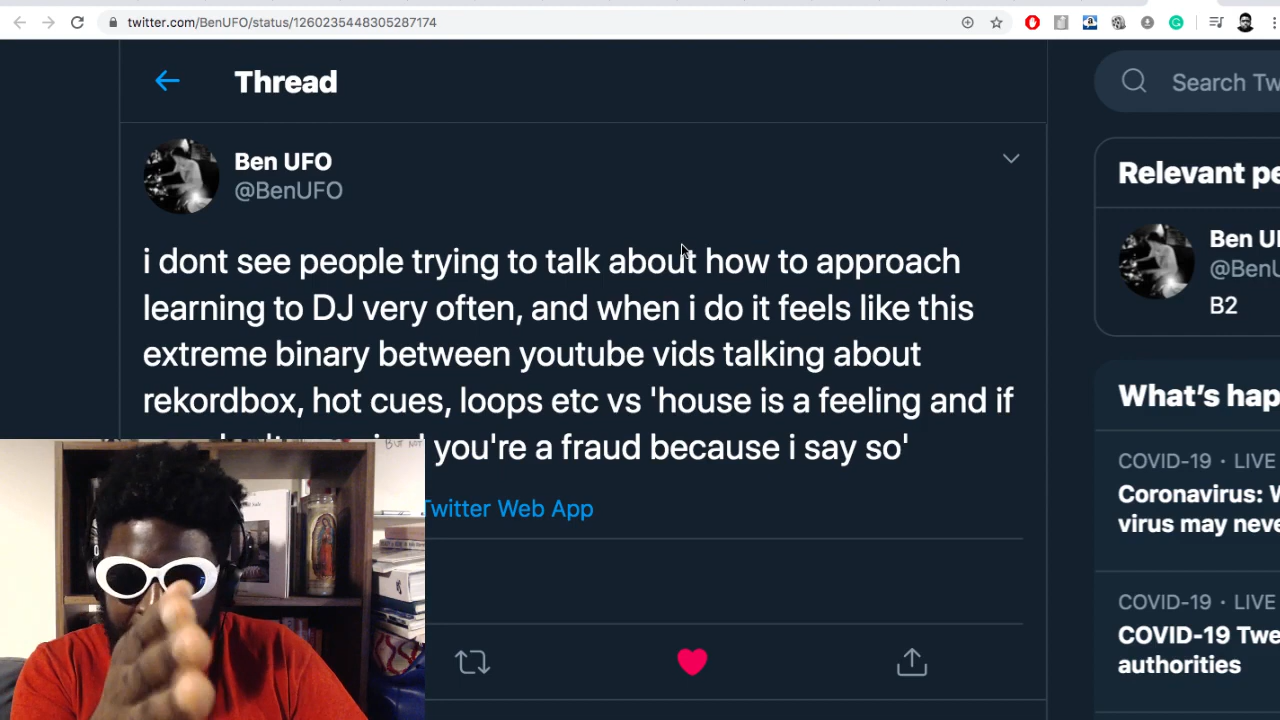 twitter.com/BenUFO/status/1260235448305287174
Thread
Search Tw
Ben UFO
@BenUFO
Relevant pe
i dont see people trying to talk about how to approach
learning to DJ very often, and when i do it feels like this
extreme binary between youtube vids talking about
rekordbox, hot cues, loops etc vs 'house is a feeling and if
you're a fraud because i say so'
Twitter Web App
Ben U
@BenU
B2
What's hap
COVID-19 · LIVE
Coronavirus: W
virus may neve
COVID-19 · LIVE
COVID-19 Twe
authorities
BUT NOT